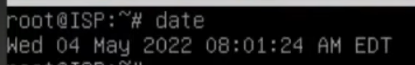 root@ISP:~# date
Wed 04 May 2022 08:01:24 AM EDT